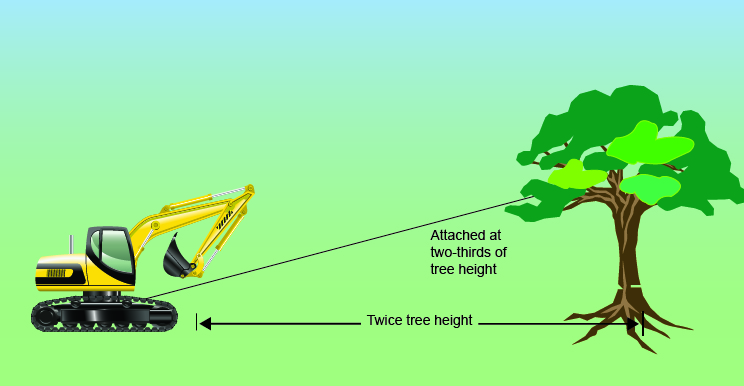 Attached at
two-thirds of
tree height
Twice tree height